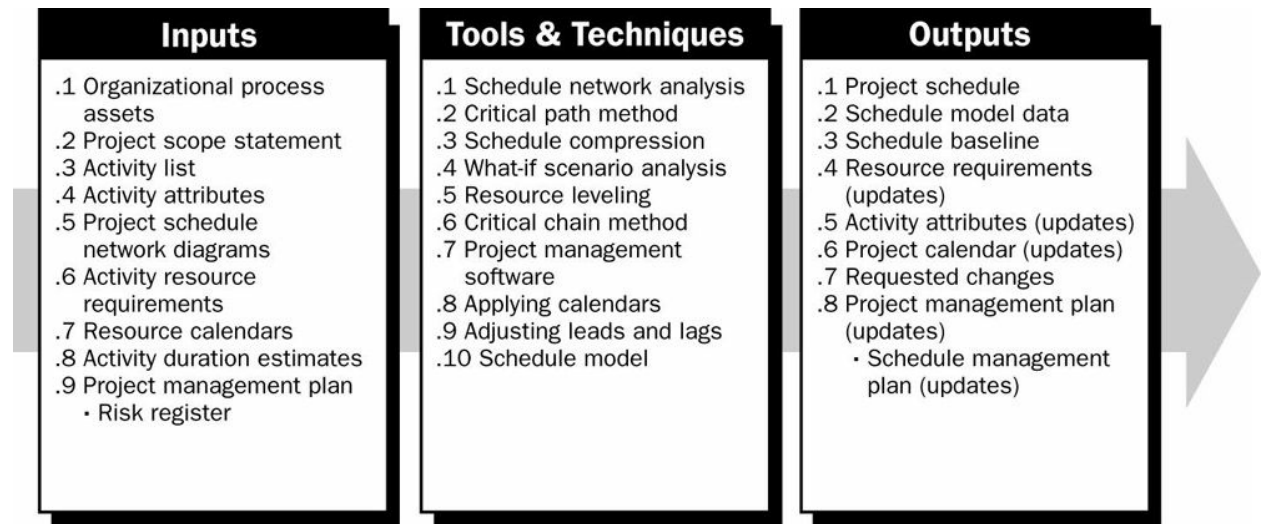 Inputs
.1 Organizational process
assets
.2 Project scope statement
.3 Activity list
.4 Activity attributes
.5 Project schedule
network diagrams
.6 Activity resource
requirements
.7 Resource calendars
.8 Activity duration estimates
.9 Project management plan
· Risk register
Tools & Techniques
.1 Schedule network analysis
.2 Critical path method
.3 Schedule compression
.4 What-if scenario analysis
.5 Resource leveling
.6 Critical chain method
.7 Project management
software
.8 Applying calendars
.9 Adjusting leads and lags
.10 Schedule model
Outputs
.1 Project schedule
.2 Schedule model data
.3 Schedule baseline
.4 Resource requirements
(updates)
.5 Activity attributes (updates)
.6 Project calendar (updates)
.7 Requested changes
.8 Project management plan
(updates)
· Schedule management
plan (updates)